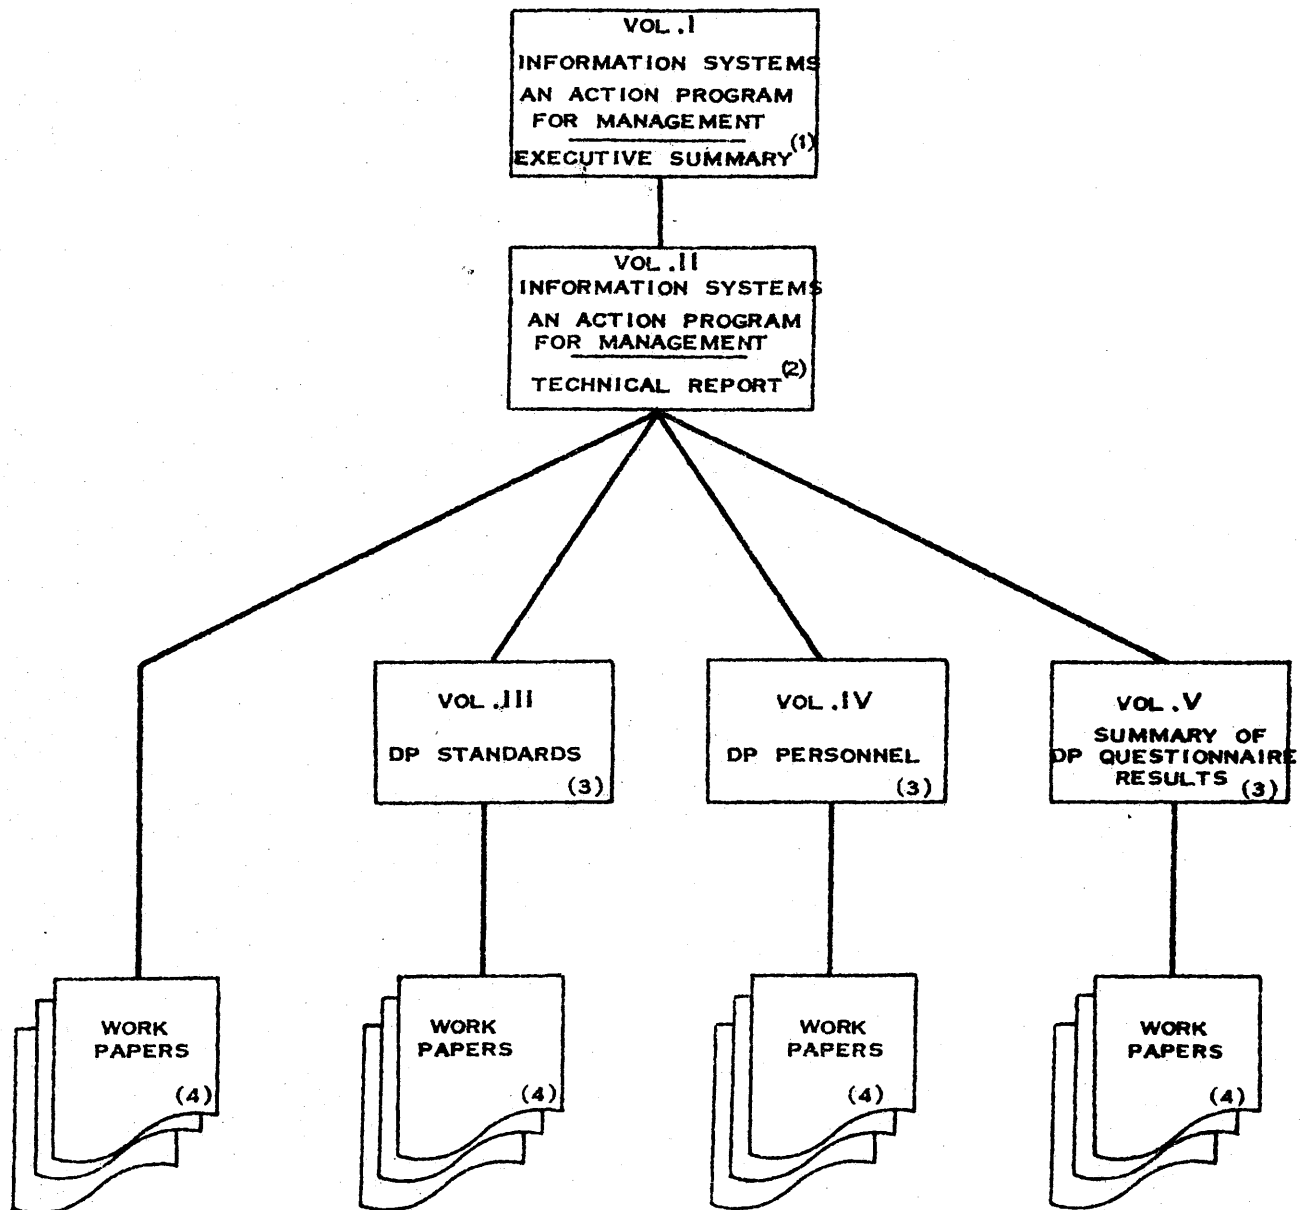 VOL.I
INFORMATION SYSTEMS
AN ACTION PROGRAM
FOR MANAGEMENT
EXECUTIVE SUMMARY (1)
VOL.II
INFORMATION SYSTEMS
AN ACTION PROGRAM
FOR MANAGEMENT
TECHNICAL REPORT (2)
VOL.III
DP STANDARDS
(3)
VOL.IV
DP PERSONNEL
(3)
VOL.V
SUMMARY OF
DP QUESTIONNAIRE
RESULTS (3)
WORK
PAPERS
(4)
WORK
PAPERS
(4)
WORK
PAPERS
(4)
WORK
PAPERS
(4)